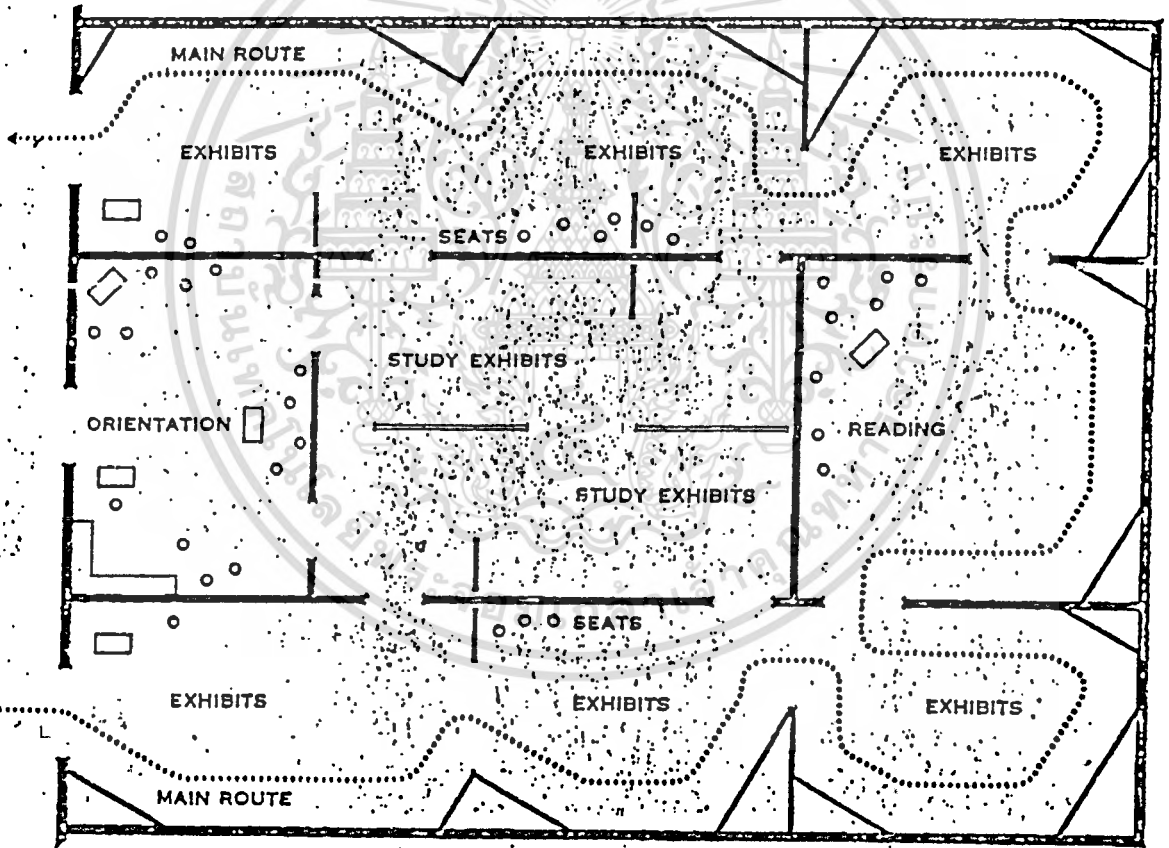 MAIN ROUTE
EXHIBITS
EXHIBITS
EXHIBITS
SEATS
STUDY EXHIBITS
ORIENTATION
READING
STUDY EXHIBITS
SEATS
EXHIBITS
EXHIBITS
EXHIBITS
MAIN ROUTE